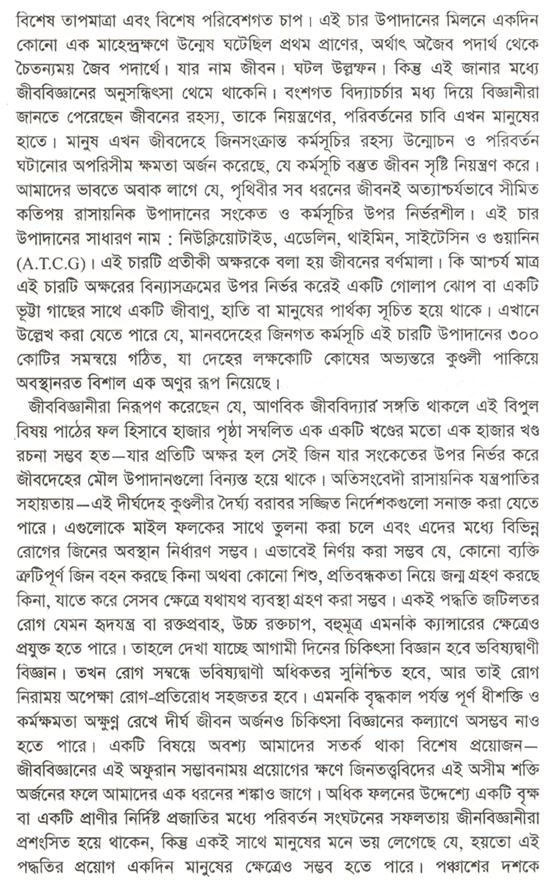 বিশেষ তাপমাত্রা এবং বিশেষ পরিবেশগত চাপ। এই চার উপাদানের মিলনে একদিন
কোনো এক মাহেন্দ্রক্ষণে উন্মেষ ঘটেছিল প্রথম প্রাণের, অর্থাৎ অজৈব পদার্থ থেকে
চৈতন্যময় জৈব পদার্থে। যার নাম জীবন। ঘটল উল্লম্ফন। কিন্তু এই জানার মধ্যে
জীববিজ্ঞানের অনুসন্ধিৎসা থেমে থাকেনি। বংশগত বিদ্যাচর্চার মধ্য দিয়ে বিজ্ঞানীরা
জানতে পেরেছেন জীবনের রহস্য, তাকে নিয়ন্ত্রণের, পরিবর্তনের চাবি এখন মানুষের
হাতে। মানুষ এখন জীবদেহে জিনসংক্রান্ত কর্মসূচির রহস্য উন্মোচন ও পরিবর্তন
ঘটানোর অপরিসীম ক্ষমতা অর্জন করেছে, যে কর্মসূচি বস্তুত জীবন সৃষ্টি নিয়ন্ত্রণ করে।
আমাদের ভাবতে অবাক লাগে যে, পৃথিবীর সব ধরনের জীবনই অত্যাশ্চর্যভাবে সীমিত
কতিপয় রাসায়নিক উপাদানের সংকেত ও কর্মসূচির উপর নির্ভরশীল। এই চার
উপাদানের সাধারণ নাম : নিউক্লিয়োটাইড, এডেলিন, থাইমিন, সাইটেসিন ও গুয়ানিন
(A.T.C.G)। এই চারটি প্রতীকী অক্ষরকে বলা হয় জীবনের বর্ণমালা। কি আশ্চর্য মাত্র
এই চারটি অক্ষরের বিন্যাসক্রমের উপর নির্ভর করেই একটি গোলাপ ঝোপ বা একটি
ভূট্টা গাছের সাথে একটি জীবাণু, হাতি বা মানুষের পার্থক্য সূচিত হয়ে থাকে। এখানে
উল্লেখ করা যেতে পারে যে, মানবদেহের জিনগত কর্মসূচি এই চারটি উপাদানের ৩০০
কোটির সমন্বয়ে গঠিত, যা দেহের লক্ষকোটি কোষের অভ্যন্তরে কুণ্ডলী পাকিয়ে
অবস্থানরত বিশাল এক অণুর রূপ নিয়েছে।
জীববিজ্ঞানীরা নিরূপণ করেছেন যে, আণবিক জীববিদ্যার সঙ্গতি থাকলে এই বিপুল
বিষয় পাঠের ফল হিসাবে হাজার পৃষ্ঠা সম্বলিত এক একটি খণ্ডের মতো এক হাজার খণ্ড
রচনা সম্ভব হত—যার প্রতিটি অক্ষর হল সেই জিন যার সংকেতের উপর নির্ভর করে
জীবদেহের মৌল উপাদানগুলো বিন্যস্ত হয়ে থাকে। অতিসংবেদী রাসায়নিক যন্ত্রপাতির
সহায়তায়—এই দীর্ঘদেহ কুণ্ডলীর দৈর্ঘ্য বরাবর সজ্জিত নির্দেশকগুলো সনাক্ত করা যেতে
পারে। এগুলোকে মাইল ফলকের সাথে তুলনা করা চলে এবং এদের মধ্যে বিভিন্ন
রোগের জিনের অবস্থান নির্ধারণ সম্ভব। এভাবেই নির্ণয় করা সম্ভব যে, কোনো ব্যক্তি
ত্রুটিপূর্ণ জিন বহন করছে কিনা অথবা কোনো শিশু, প্রতিবন্ধকতা নিয়ে জন্ম গ্রহণ করছে
কিনা, যাতে করে সেসব ক্ষেত্রে যথাযথ ব্যবস্থা গ্রহণ করা সম্ভব। একই পদ্ধতি জটিলতর
রোগ যেমন হৃদযন্ত্র বা রক্তপ্রবাহ, উচ্চ রক্তচাপ, বহুমূত্র এমনকি ক্যান্সারের ক্ষেত্রেও
প্রযুক্ত হতে পারে। তাহলে দেখা যাচ্ছে আগামী দিনের চিকিৎসা বিজ্ঞান হবে ভবিষ্যদ্বাণী
বিজ্ঞান। তখন রোগ সম্বন্ধে ভবিষ্যদ্বাণী অধিকতর সুনিশ্চিত হবে, আর তাই রোগ
নিরাময় অপেক্ষা রোগ-প্রতিরোধ সহজতর হবে। এমনকি বৃদ্ধকাল পর্যন্ত পূর্ণ ধীশক্তি ও
কর্মক্ষমতা অক্ষুণ্ণ রেখে দীর্ঘ জীবন অর্জনও চিকিৎসা বিজ্ঞানের কল্যাণে অসম্ভব নাও
হতে পারে। একটি বিষয়ে অবশ্য আমাদের সতর্ক থাকা বিশেষ প্রয়োজন—
জীববিজ্ঞানের এই অফুরান সম্ভাবনাময় প্রয়োগের ক্ষণে জিনতত্ত্ববিদের এই অসীম শক্তি
অর্জনের ফলে আমাদের এক ধরনের শঙ্কাও জাগে। অধিক ফলনের উদ্দেশ্যে একটি বৃক্ষ
বা একটি প্রাণীর নির্দিষ্ট প্রজাতির মধ্যে পরিবর্তন সংঘটনের সফলতায় জীনবিজ্ঞানীরা
প্রশংসিত হয়ে থাকেন, কিন্তু একই সাথে মানুষের মনে ভয় লেগেছে যে, হয়তো এই
পদ্ধতির প্রয়োগ একদিন মানুষের ক্ষেত্রেও সম্ভব হতে পারে। পঞ্চাশের দশকে